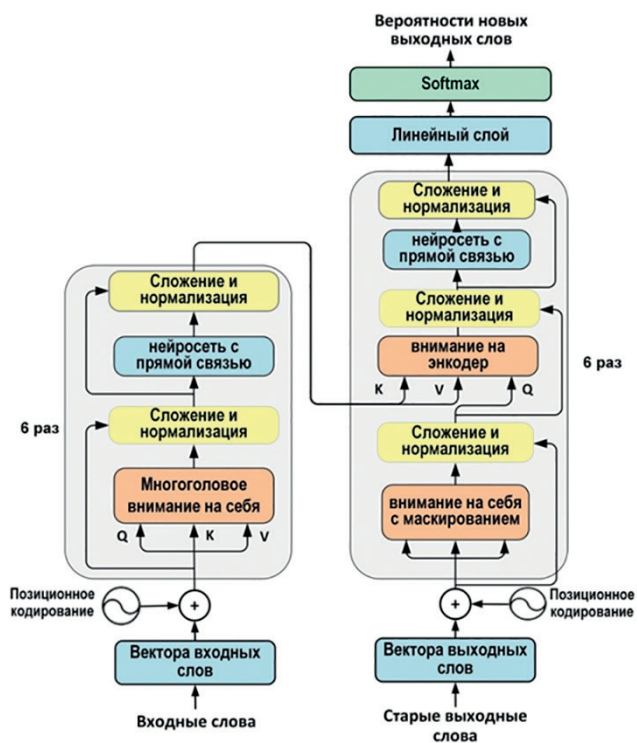 Вероятности новых
выходных слов
Softmax
Линейный слой
Сложение и
нормализация
нейросеть с
прямой связью
Сложение и
нормализация
внимание на
энкодер
K V Q
6 раз
Сложение и
нормализация
внимание на себя
с маскированием
Позиционное
кодирование
+
Вектора выходных
слов
Старые выходные
слова
Сложение и
нормализация
нейросеть с
прямой связью
6 раз
Сложение и
нормализация
Многоголовое
внимание на себя
Q K V
Позиционное
кодирование
+
Вектора входных
слов
Входные слова